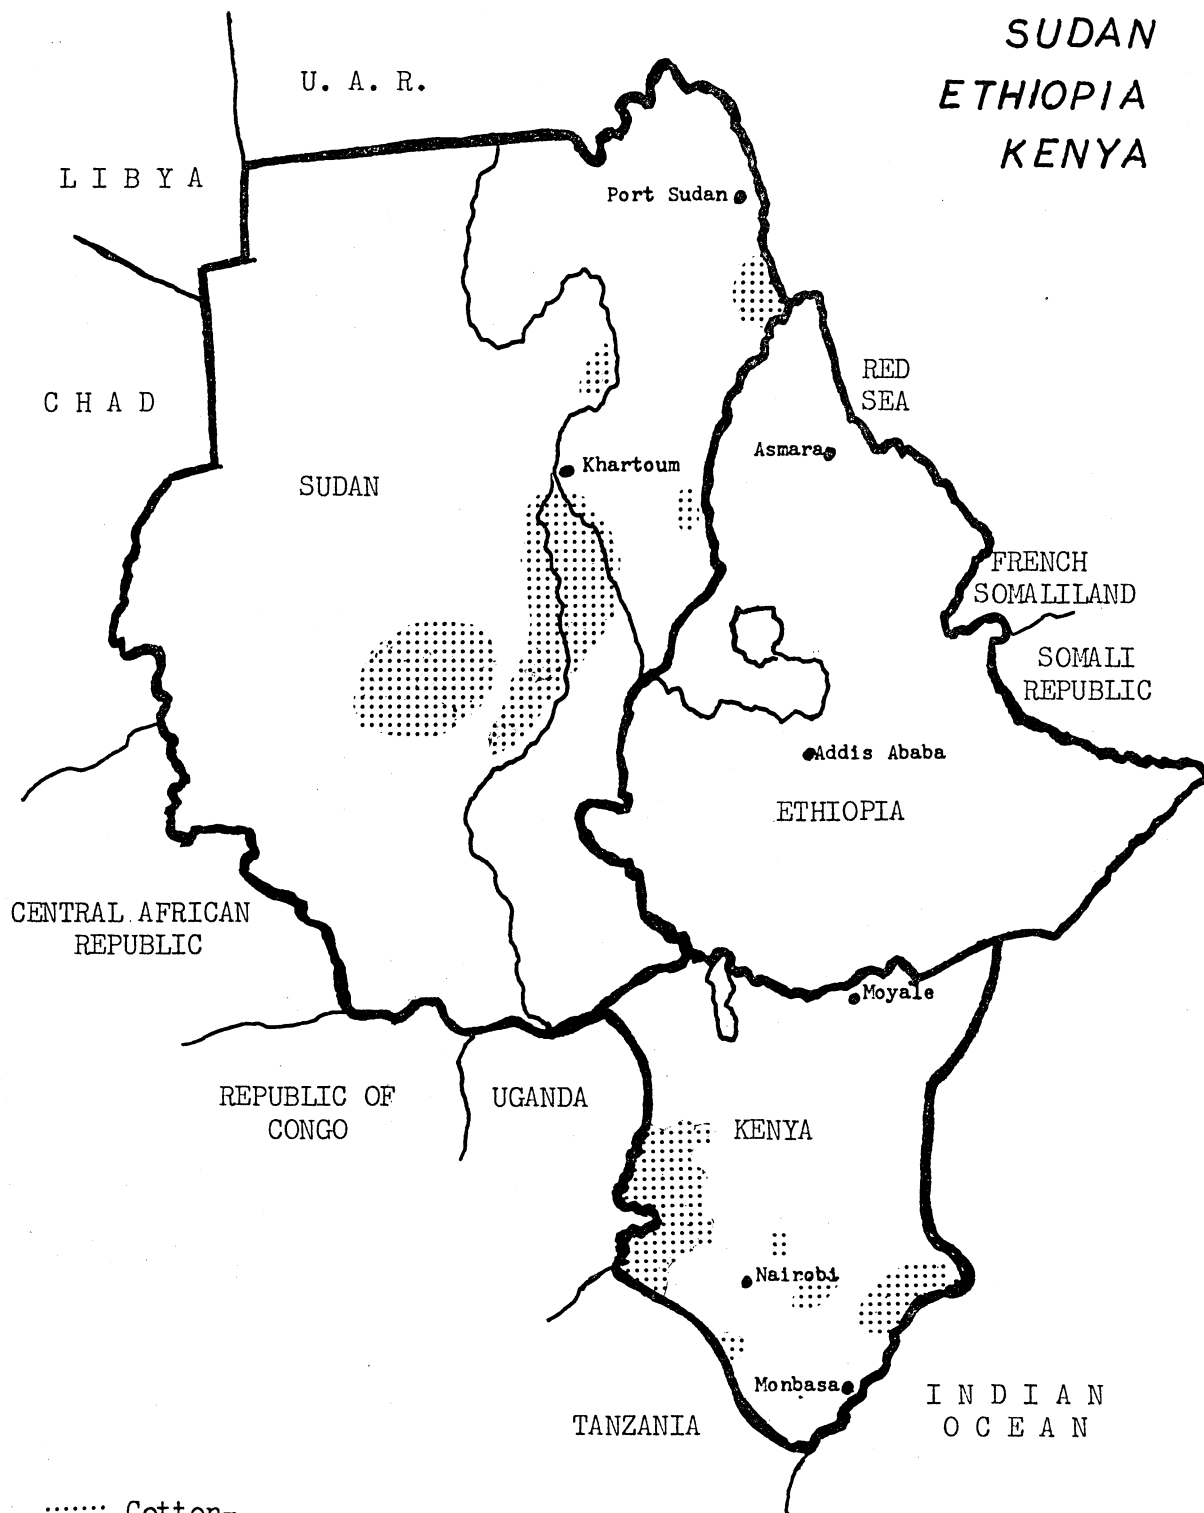 SUDAN
ETHIOPIA
KENYA
U. A. R.
LIBYA
Port Sudan
CHAD
RED
SEA
Asmara
Khartoum
SUDAN
FRENCH
SOMALILAND
SOMALI
REPUBLIC
Addis Ababa
ETHIOPIA
CENTRAL AFRICAN
REPUBLIC
Moyale
REPUBLIC OF
CONGO
UGANDA
KENYA
Nairobi
Monbasa
INDIAN
OCEAN
TANZANIA
Cotton-